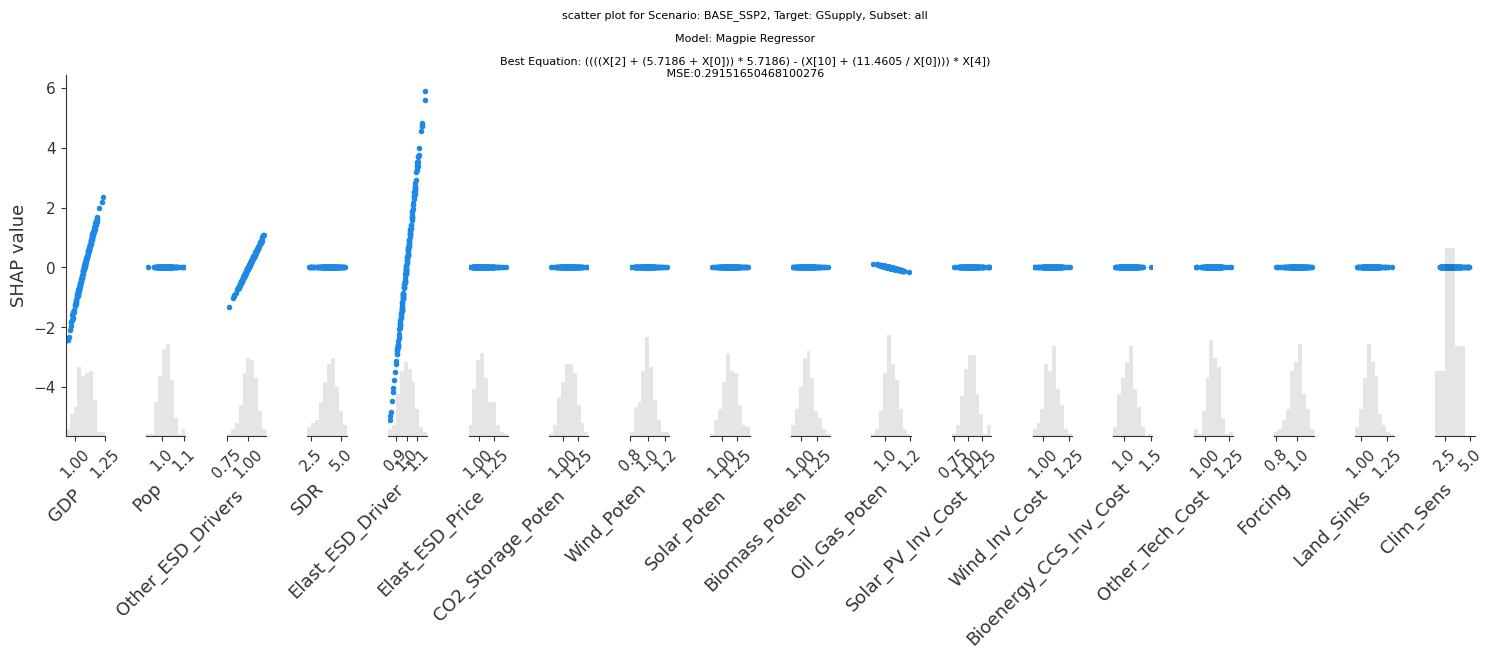 scatter plot for Scenario: BASE_SSP2, Target: GSupply, Subset: all
Model: Magpie Regressor
Best Equation: ((((X[2] + (5.7186 + X[0])) * 5.7186) - (X[10] + (11.4605 / X[0]))) * X[4])
MSE:0.29151650468100276
SHAP value
6
4
2
0
−2
−4
1.00 1.25
1.0 1.1
0.75 1.00
2.5 5.0
0.9 1.0 1.1
1.00 1.25
1.00 1.25
0.8 1.0 1.2
1.00 1.25
1.00 1.25
1.0 1.2
0.75 1.00 1.25
1.00 1.25
1.0 1.5
1.00 1.25
0.8 1.0
1.00 1.25
2.5 5.0
GDP
Pop
Other_ESD_Drivers
SDR
Elast_ESD_Driver
Elast_ESD_Price
CO2_Storage_Poten
Wind_Poten
Solar_Poten
Biomass_Poten
Oil_Gas_Poten
Solar_PV_Inv_Cost
Wind_Inv_Cost
Bioenergy_CCS_Inv_Cost
Other_Tech_Cost
Forcing
Land_Sinks
Clim_Sens